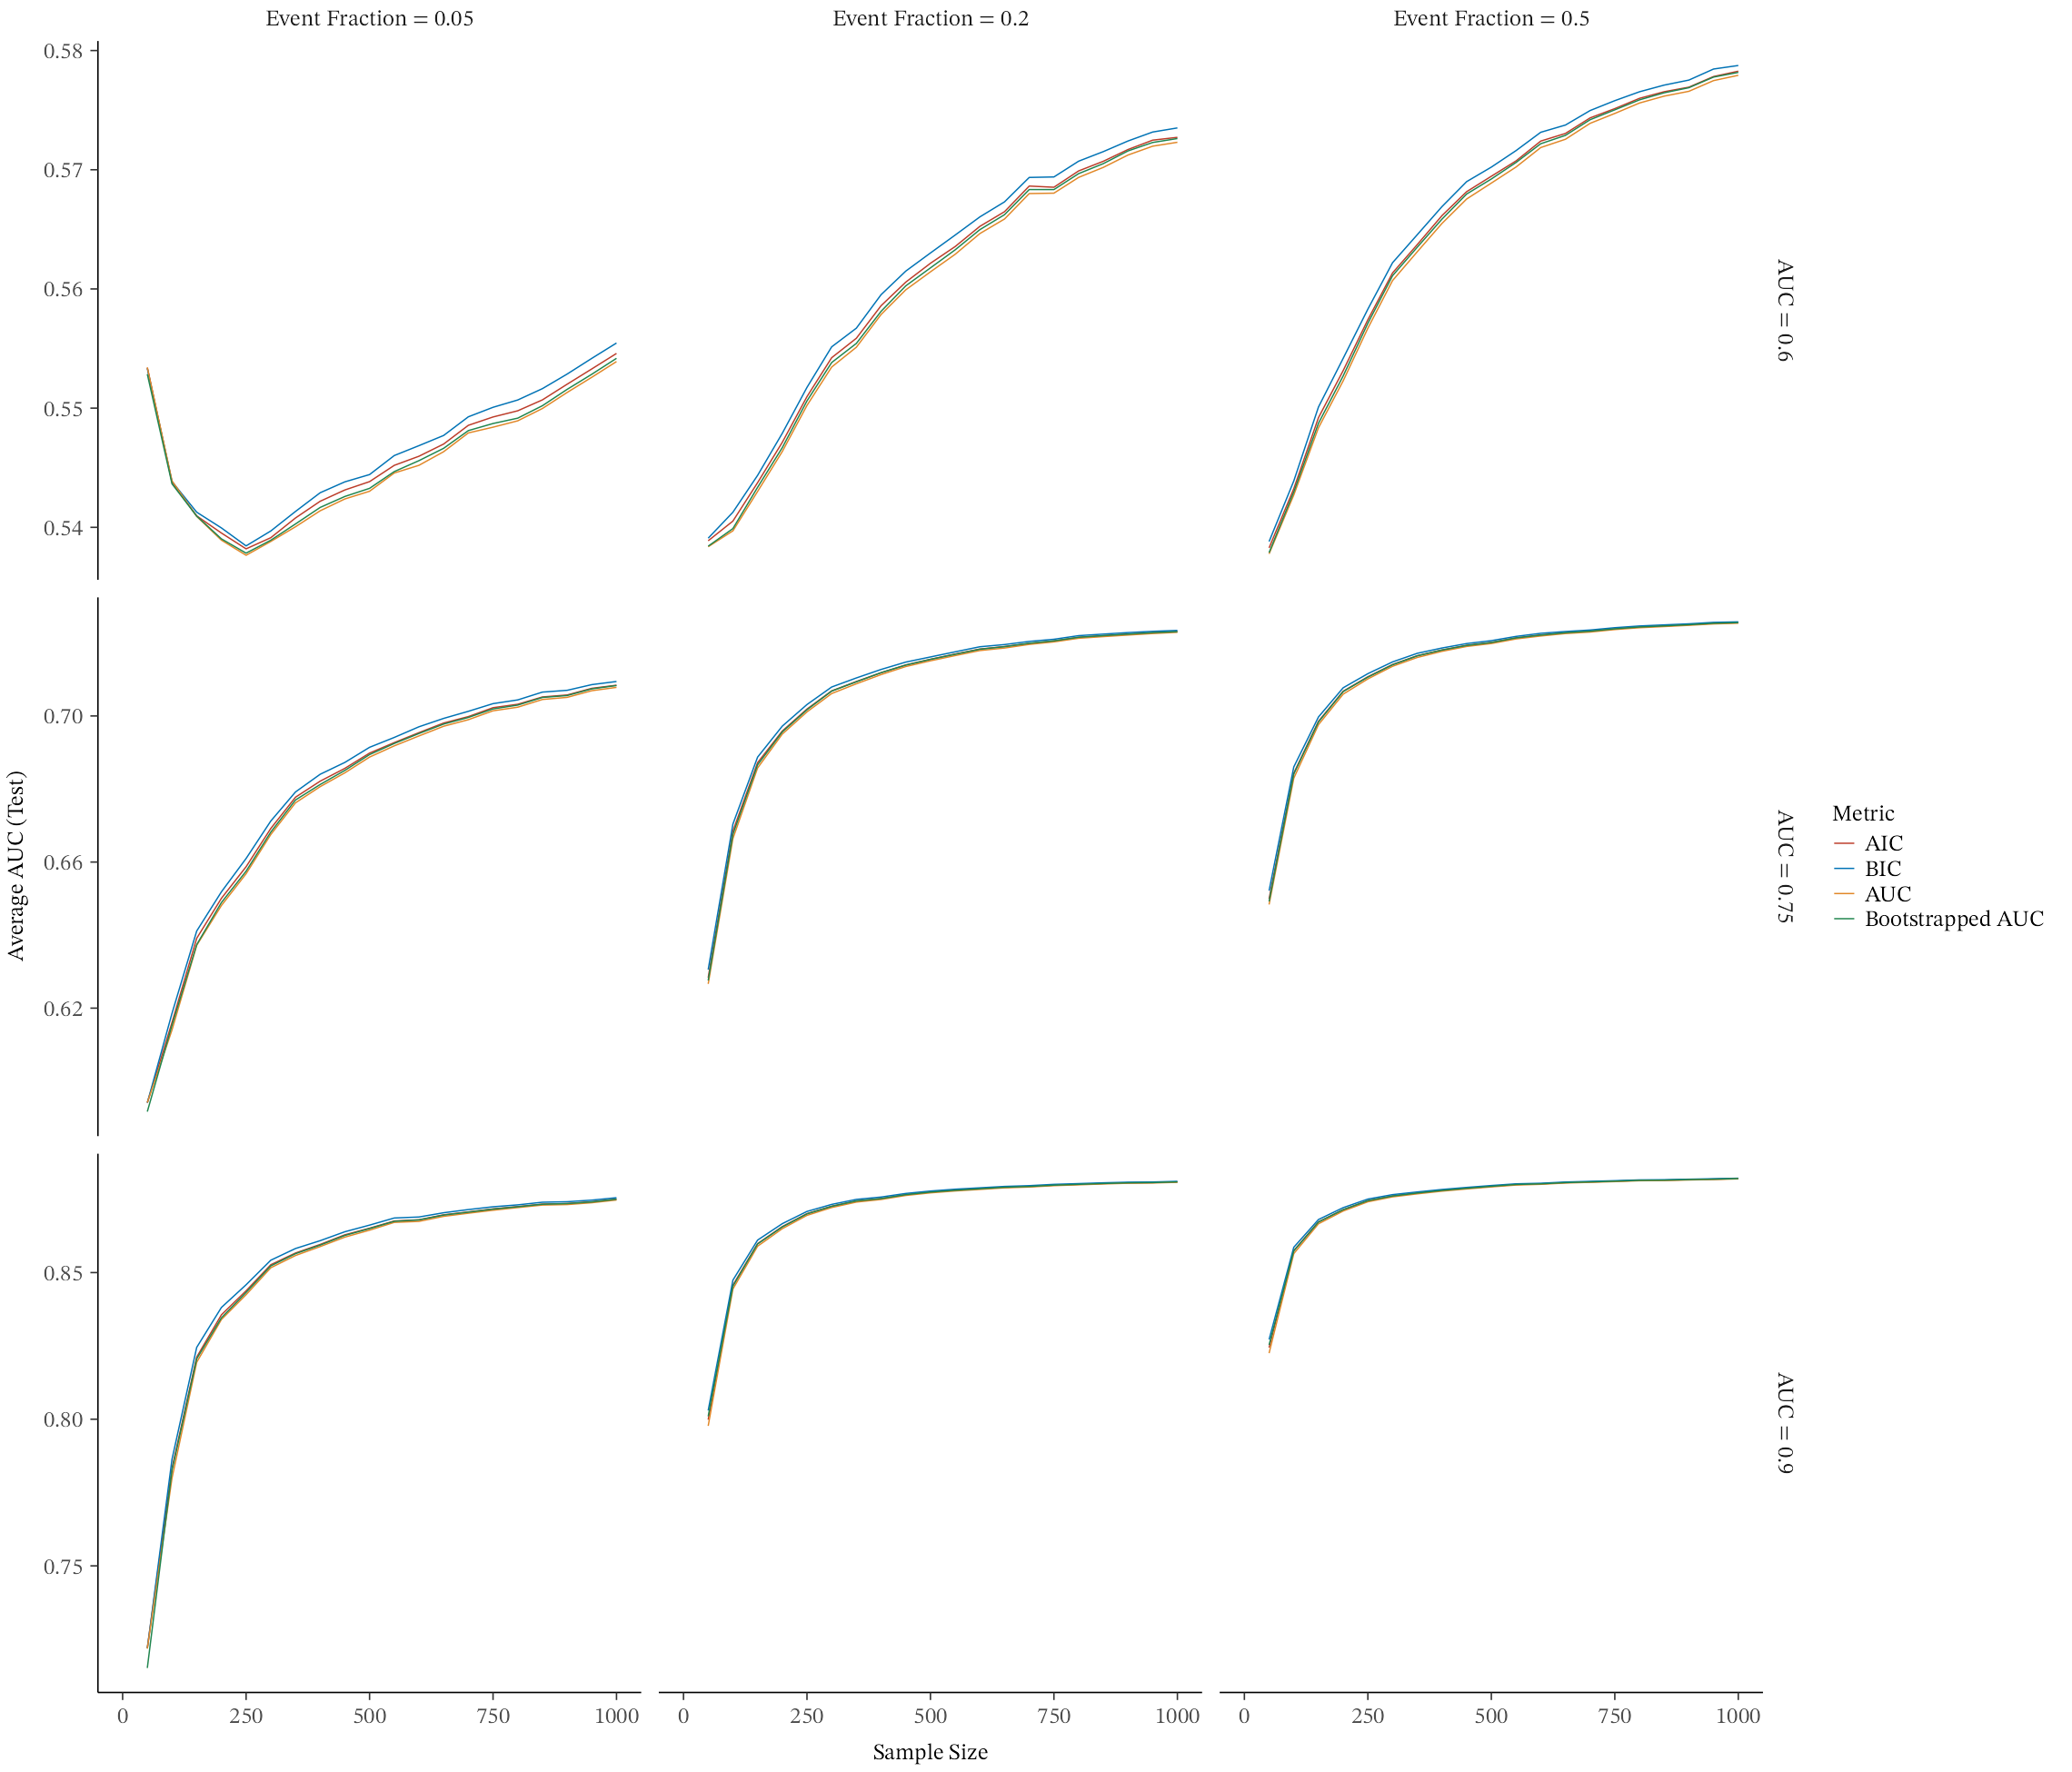 Event Fraction = 0.05
Event Fraction = 0.2
Event Fraction = 0.5
0.58
0.57
0.56
0.55
0.54
AUC = 0.6
0.70
0.66
0.62
AUC = 0.75
0.85
0.80
0.75
AUC = 0.9
Average AUC (Test)
0 250 500 750 1000
0 250 500 750 1000
0 250 500 750 1000
Sample Size
Metric
AIC
BIC
AUC
Bootstrapped AUC